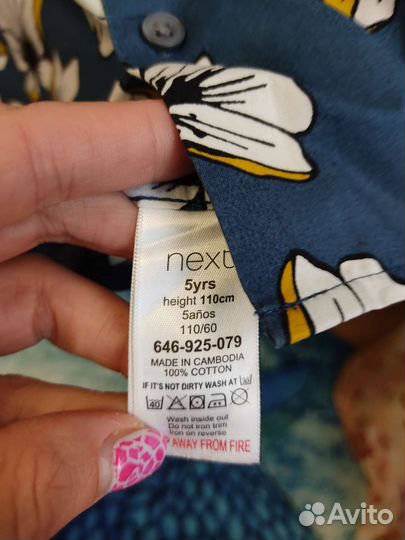 next
5yrs
height 110cm
5años
110/60
646-925-079
MADE IN CAMBODIA
100% COTTON
IF IT'S NOT DIRTY WASH AT 30
40
Wash inside out
Do not iron trim
Iron on reverse
AWAY FROM FIRE
Avito